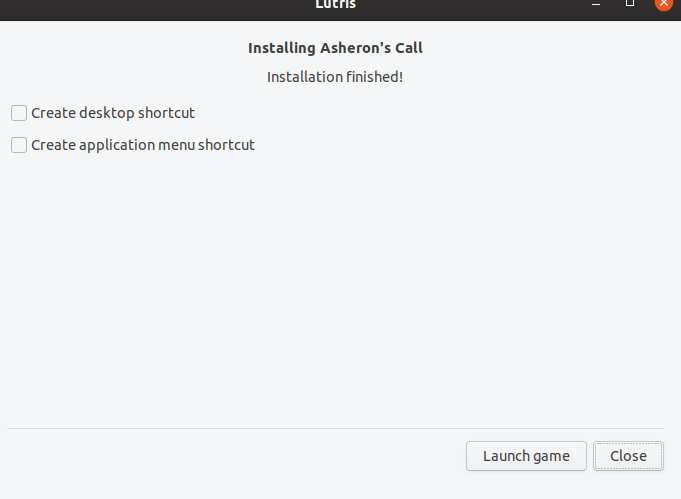 Lutris
Installing Asheron's Call
Installation finished!
Create desktop shortcut
Create application menu shortcut
Launch game
Close